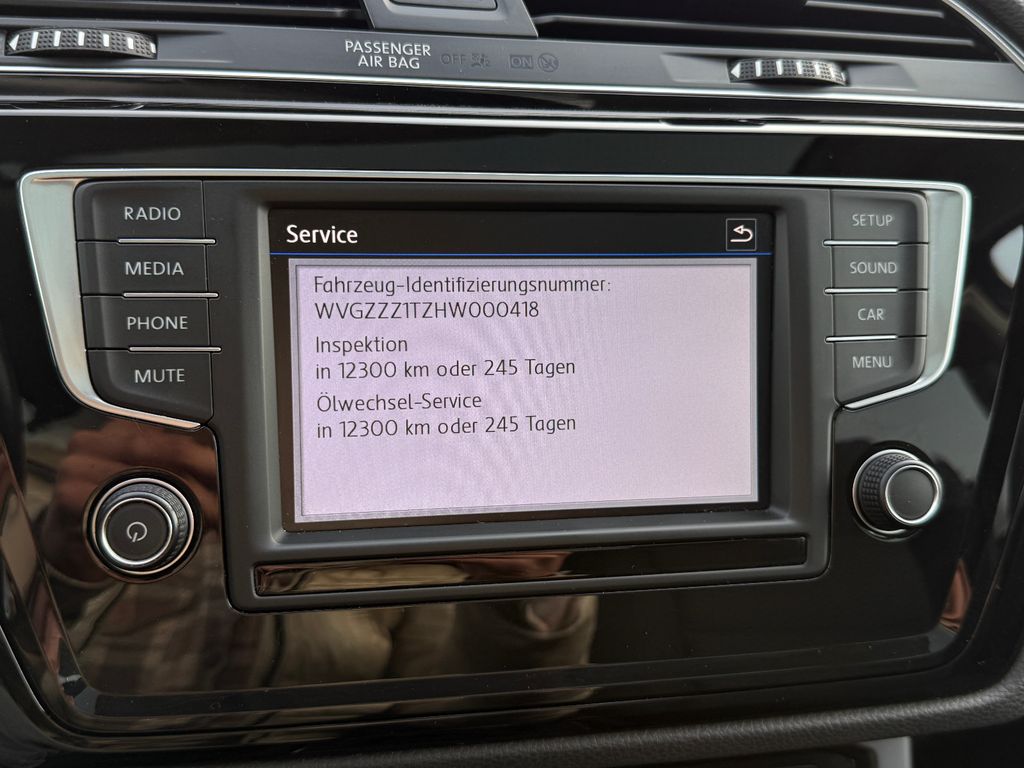 PASSENGER
AIR BAG
OFF
ON
RADIO
MEDIA
PHONE
MUTE
Service
Fahrzeug-Identifizierungsnummer:
WVGZZZ1TZHW000418
Inspektion
in 12300 km oder 245 Tagen
Ölwechsel-Service
in 12300 km oder 245 Tagen
SETUP
SOUND
CAR
MENU